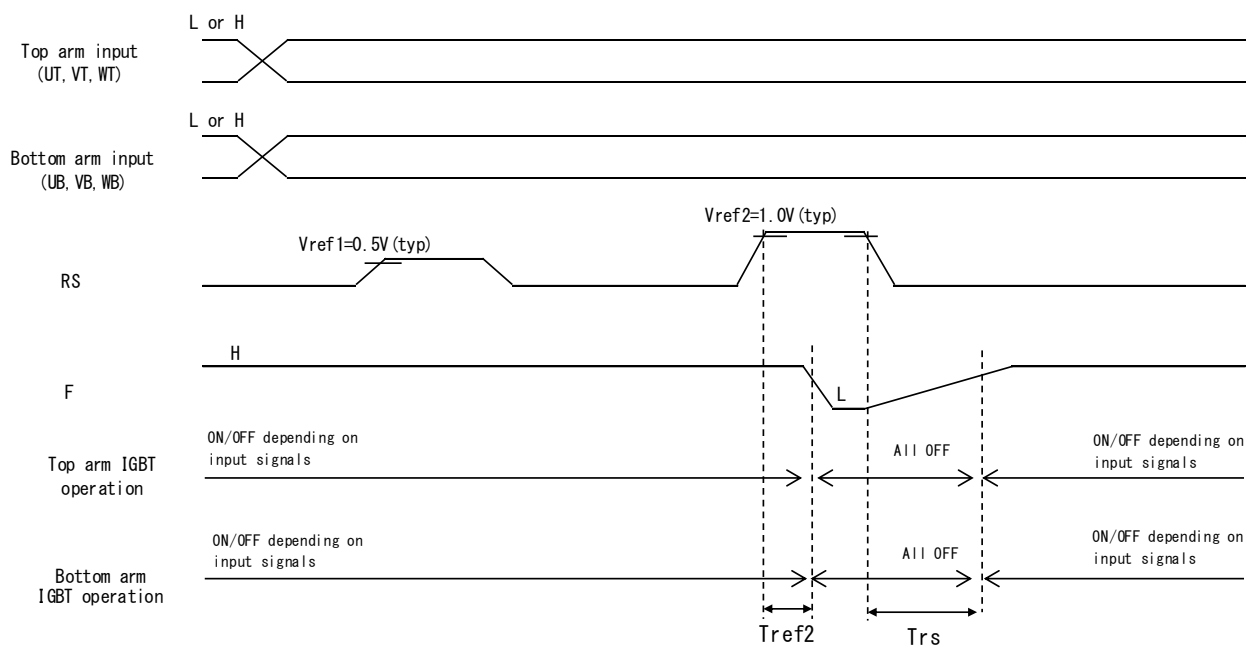 L or H
Top arm input
(UT, VT, WT)
L or H
Bottom arm input
(UB, VB, WB)
Vref2=1.0V(typ)
Vref1=0.5V(typ)
RS
H
F
L
ON/OFF depending on
input signals
All OFF
ON/OFF depending on
input signals
Top arm IGBT
operation
ON/OFF depending on
input signals
All OFF
ON/OFF depending on
input signals
Bottom arm
IGBT operation
Tref2
Trs